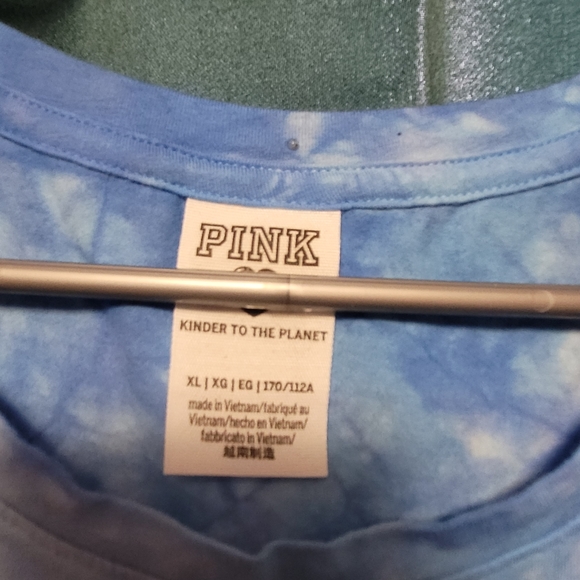 PINK
KINDER TO THE PLANET
XL | XG | EG | 170/112A
made in Vietnam/fabriqué au
Vietnam/hecho en Vietnam/
fabbricato in Vietnam/
越南制造